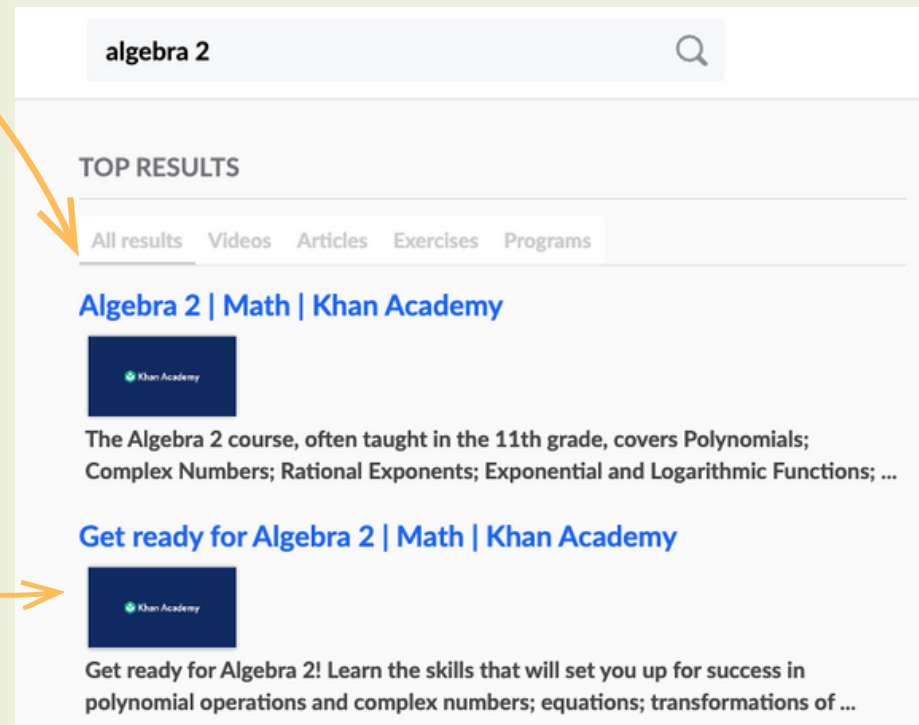 algebra 2
TOP RESULTS
All results Videos Articles Exercises Programs
Algebra 2 | Math | Khan Academy
Khan Academy
The Algebra 2 course, often taught in the 11th grade, covers Polynomials;
Complex Numbers; Rational Exponents; Exponential and Logarithmic Functions; ...
Get ready for Algebra 2 | Math | Khan Academy
Khan Academy
Get ready for Algebra 2! Learn the skills that will set you up for success in
polynomial operations and complex numbers; equations; transformations of ...